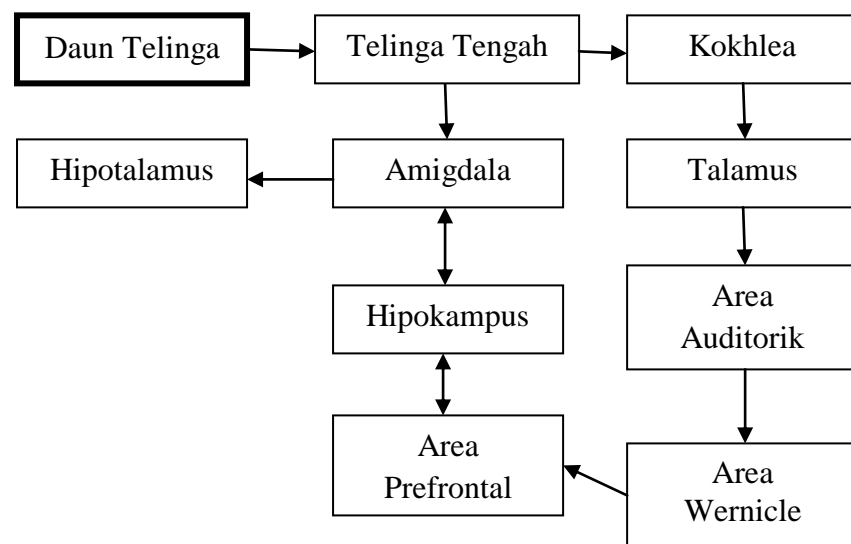 Daun Telinga
Telinga Tengah
Kokhlea
Hipotalamus
Amigdala
Talamus
Hipokampus
Area
Auditorik
Area
Prefrontal
Area
Wernicle